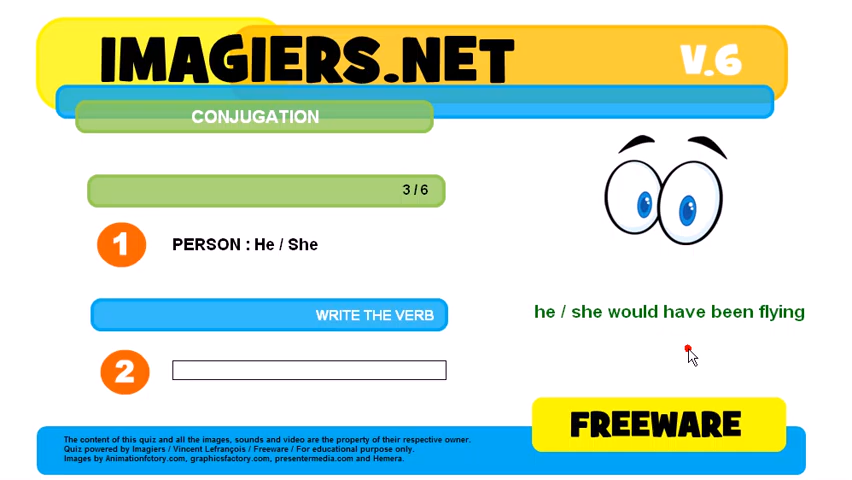 IMAGIERS.NET
V.6
CONJUGATION
3 / 6
1
PERSON : He / She
WRITE THE VERB
he / she would have been flying
2
FREEWARE
The content of this quiz and all the images, sounds and video are the property of their respective owner.
Quiz powered by Imagiers / Vincent Lefrançois / Freeware / For educational purpose only.
Images by Animationfctory.com, graphicsfactory.com, presentermedia.com and Hemera.